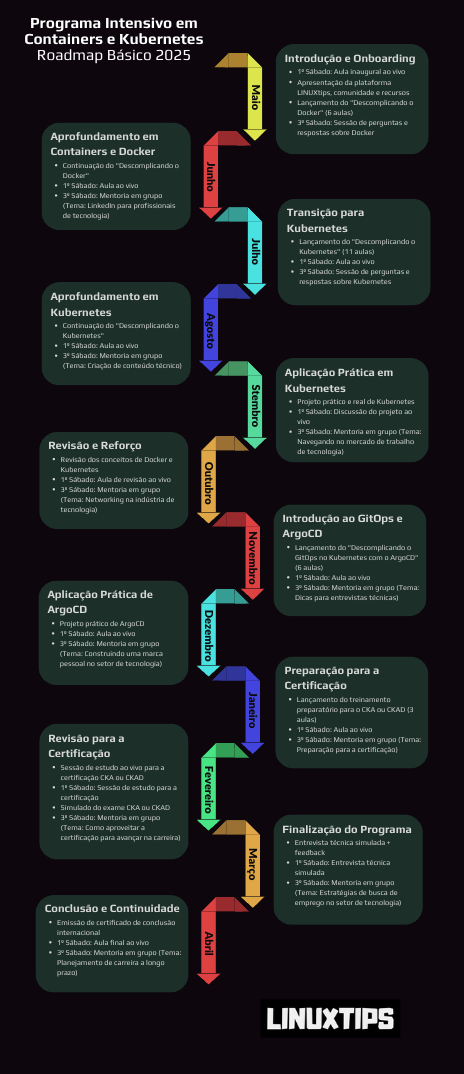 Programa Intensivo em
Containers e Kubernetes
Roadmap Básico 2025
Maio
Introdução e Onboarding
• 1º Sábado: Aula inaugural ao vivo
• Apresentação da plataforma
LINUXtips, comunidade e recursos
• Lançamento do "Descomplicando o
Docker" (6 aulas)
• 3º Sábado: Sessão de perguntas e
respostas sobre Docker
Junho
Aprofundamento em
Containers e Docker
• Continuação do "Descomplicando o
Docker"
• 1º Sábado: Aula ao vivo
• 3º Sábado: Mentoria em grupo
(Tema: LinkedIn para profissionais
de tecnologia)
Julho
Transição para
Kubernetes
• Lançamento do "Descomplicando o
Kubernetes" (11 aulas)
• 1º Sábado: Aula ao vivo
• 3º Sábado: Sessão de perguntas e
respostas sobre Kubernetes
Agosto
Aprofundamento em
Kubernetes
• Continuação do "Descomplicando o
Kubernetes"
• 1º Sábado: Aula ao vivo
• 3º Sábado: Mentoria em grupo
(Tema: Criação de conteúdo técnico)
Stembro
Aplicação Prática em
Kubernetes
• Projeto prático e real de Kubernetes
• 1º Sábado: Discussão do projeto ao
vivo
• 3º Sábado: Mentoria em grupo (Tema:
Navegando no mercado de trabalho
de tecnologia)
Outubro
Revisão e Reforço
• Revisão dos conceitos de Docker e
Kubernetes
• 1º Sábado: Aula de revisão ao vivo
• 3º Sábado: Mentoria em grupo
(Tema: Networking na indústria de
tecnologia)
Novembro
Introdução ao GitOps e
ArgoCD
• Lançamento do "Descomplicando o
GitOps no Kubernetes com o ArgoCD"
(6 aulas)
• 1º Sábado: Aula ao vivo
• 3º Sábado: Mentoria em grupo (Tema:
Dicas para entrevistas técnicas)
Dezembro
Aplicação Prática de
ArgoCD
• Projeto prático de ArgoCD
• 1º Sábado: Aula ao vivo
• 3º Sábado: Mentoria em grupo
(Tema: Construindo uma marca
pessoal no setor de tecnologia)
Janeiro
Preparação para a
Certificação
• Lançamento do treinamento
preparatório para o CKA ou CKAD (3
aulas)
• 1º Sábado: Aula ao vivo
• 3º Sábado: Mentoria em grupo (Tema:
Preparação para a certificação)
Fevereiro
Revisão para a
Certificação
• Sessão de estudo ao vivo para a
certificação CKA ou CKAD
• 1º Sábado: Sessão de estudo para a
certificação
• Simulado do exame CKA ou CKAD
• 3º Sábado: Mentoria em grupo
(Tema: Como aproveitar a
certificação para avançar na carreira)
Março
Finalização do Programa
• Entrevista técnica simulada +
feedback
• 1º Sábado: Entrevista técnica
simulada
• 3º Sábado: Mentoria em grupo
(Tema: Estratégias de busca de
emprego no setor de tecnologia)
Abril
Conclusão e Continuidade
• Emissão de certificado de conclusão
internacional
• 1º Sábado: Aula final ao vivo
• 3º Sábado: Mentoria em grupo (Tema:
Planejamento de carreira a longo
prazo)
LINUXTIPS